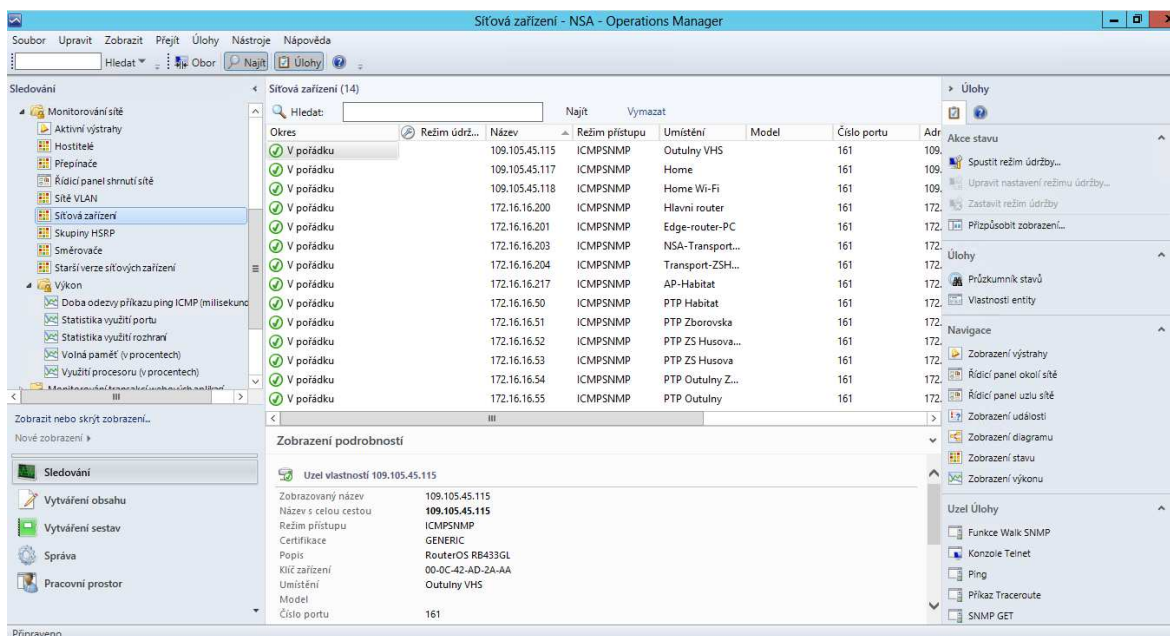 Síťová zařízení - NSA - Operations Manager
Soubor Upravit Zobrazit Přejít Úlohy Nástroje Nápověda
Hledat Obor Najít Úlohy
Sledování
Monitorování sítě
Aktivní výstrahy
Hostitelé
Přepínače
Řídicí panel shrnutí sítě
Sítě VLAN
Síťová zařízení
Skupiny HSRP
Směrovače
Starší verze síťových zařízení
Výkon
Doba odezvy příkazu ping ICMP (milisekund
Statistika využití portu
Statistika využití rozhraní
Volná paměť (v procentech)
Využití procesoru (v procentech)
Monitorování transakcí webových aplikací
Zobrazit nebo skrýt zobrazení...
Nové zobrazení
Sledování
Vytváření obsahu
Vytváření sestav
Správa
Pracovní prostor
Připraveno
Síťová zařízení (14)
Hledat: Najít Vymazat
Okres Režim údrž... Název Režim přístupu Umístění Model Číslo portu Adr
V pořádku 109.105.45.115 ICMPSNMP Outulny VHS 161 109.
V pořádku 109.105.45.117 ICMPSNMP Home 161 109.
V pořádku 109.105.45.118 ICMPSNMP Home Wi-Fi 161 109.
V pořádku 172.16.16.200 ICMPSNMP Hlavni router 161 172.
V pořádku 172.16.16.201 ICMPSNMP Edge-router-PC 161 172.
V pořádku 172.16.16.203 ICMPSNMP NSA-Transport... 161 172.
V pořádku 172.16.16.204 ICMPSNMP Transport-ZSH... 161 172.
V pořádku 172.16.16.217 ICMPSNMP AP-Habitat 161 172.
V pořádku 172.16.16.50 ICMPSNMP PTP Habitat 161 172.
V pořádku 172.16.16.51 ICMPSNMP PTP Zborovska 161 172.
V pořádku 172.16.16.52 ICMPSNMP PTP ZS Husova... 161 172.
V pořádku 172.16.16.53 ICMPSNMP PTP ZS Husova 161 172.
V pořádku 172.16.16.54 ICMPSNMP PTP Outulny Z... 161 172.
V pořádku 172.16.16.55 ICMPSNMP PTP Outulny 161 172.
Zobrazení podrobností
Uzel vlastností 109.105.45.115
Zobrazovaný název 109.105.45.115
Název s celou cestou 109.105.45.115
Režim přístupu ICMPSNMP
Certifikace GENERIC
Popis RouterOS RB433GL
Klíč zařízení 00-0C-42-AD-2A-AA
Umístění Outulny VHS
Model
Číslo portu 161
Úlohy
Akce stavu
Spustit režim údržby...
Upravit nastavení režimu údržby...
Zastavit režim údržby
Přizpůsobit zobrazení...
Úlohy
Průzkumník stavů
Vlastnosti entity
Navigace
Zobrazení výstrahy
Řídicí panel okolí sítě
Řídicí panel uzlu sítě
Zobrazení události
Zobrazení diagramu
Zobrazení stavu
Zobrazení výkonu
Uzel Úlohy
Funkce Walk SNMP
Konzole Telnet
Ping
Příkaz Traceroute
SNMP GET